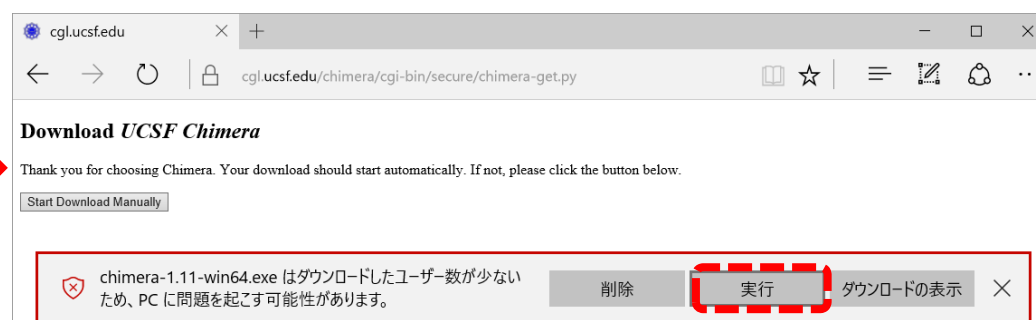 cgl.ucsf.edu
cgl.ucsf.edu/chimera/cgi-bin/secure/chimera-get.py
Download UCSF Chimera
Thank you for choosing Chimera. Your download should start automatically. If not, please click the button below.
Start Download Manually
chimera-1.11-win64.exe はダウンロードしたユーザー数が少ない
ため、PC に問題を起こす可能性があります。
削除
実行
ダウンロードの表示